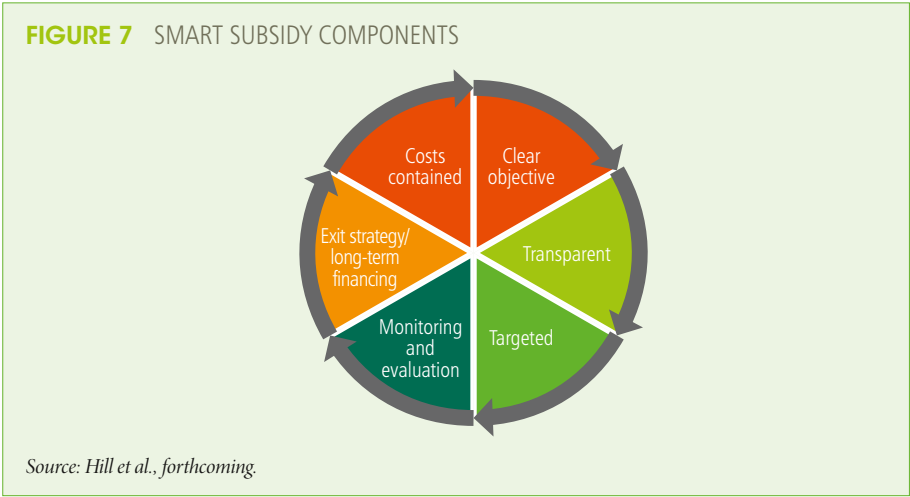 FIGURE 7 SMART SUBSIDY COMPONENTS
Costs
contained
Clear
objective
Exit strategy/
long-term
financing
Transparent
Monitoring
and
evaluation
Targeted
Source: Hill et al., forthcoming.